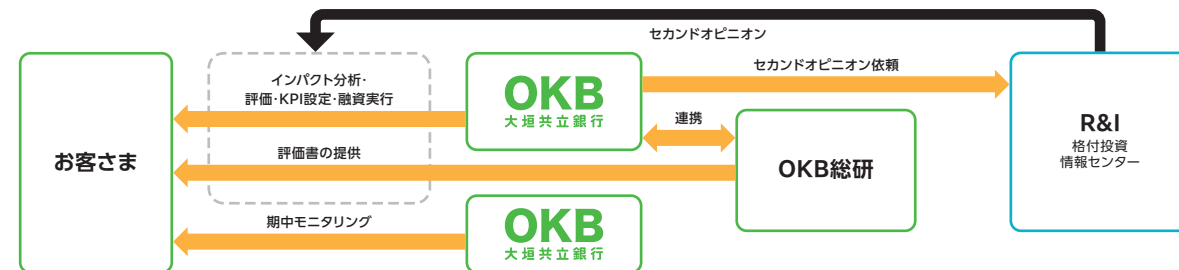 セカンドオピニオン
インパクト分析・
評価・KPI設定・融資実行
OKB
大垣共立銀行
セカンドオピニオン依頼
連携
R&I
格付投資
情報センター
お客さま
評価書の提供
OKB総研
期中モニタリング
OKB
大垣共立銀行